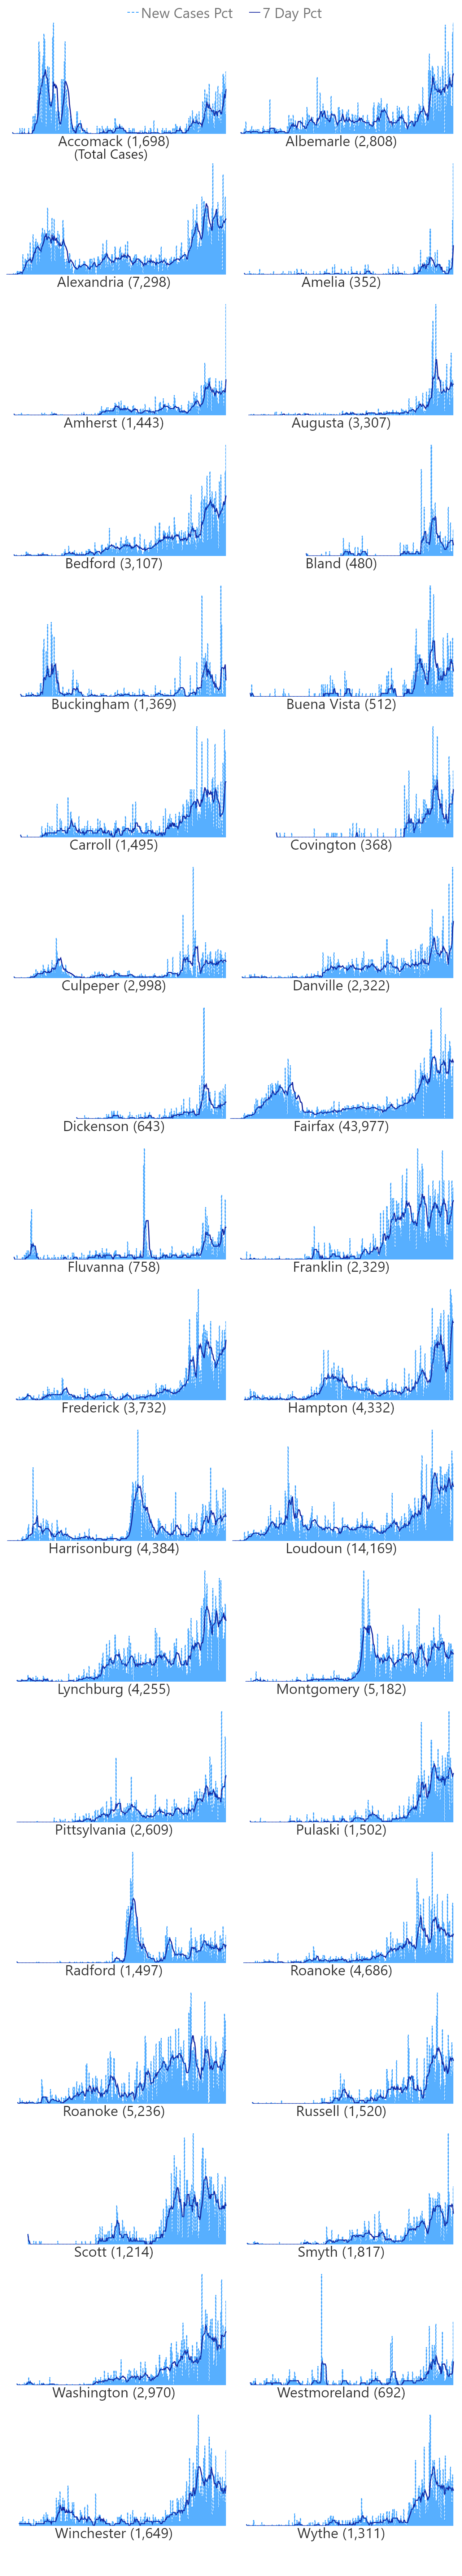 New Cases Pct 7 Day Pct
Accomack (1,698) Albemarle (2,808)
(Total Cases)
Alexandria (7,298) Amelia (352)
Amherst (1,443) Augusta (3,307)
Bedford (3,107) Bland (480)
Buckingham (1,369) Buena Vista (512)
Carroll (1,495) Covington (368)
Culpeper (2,998) Danville (2,322)
Dickenson (643) Fairfax (43,977)
Fluvanna (758) Franklin (2,329)
Frederick (3,732) Hampton (4,332)
Harrisonburg (4,384) Loudoun (14,169)
Lynchburg (4,255) Montgomery (5,182)
Pittsylvania (2,609) Pulaski (1,502)
Radford (1,497) Roanoke (4,686)
Roanoke (5,236) Russell (1,520)
Scott (1,214) Smyth (1,817)
Washington (2,970) Westmoreland (692)
Winchester (1,649) Wythe (1,311)